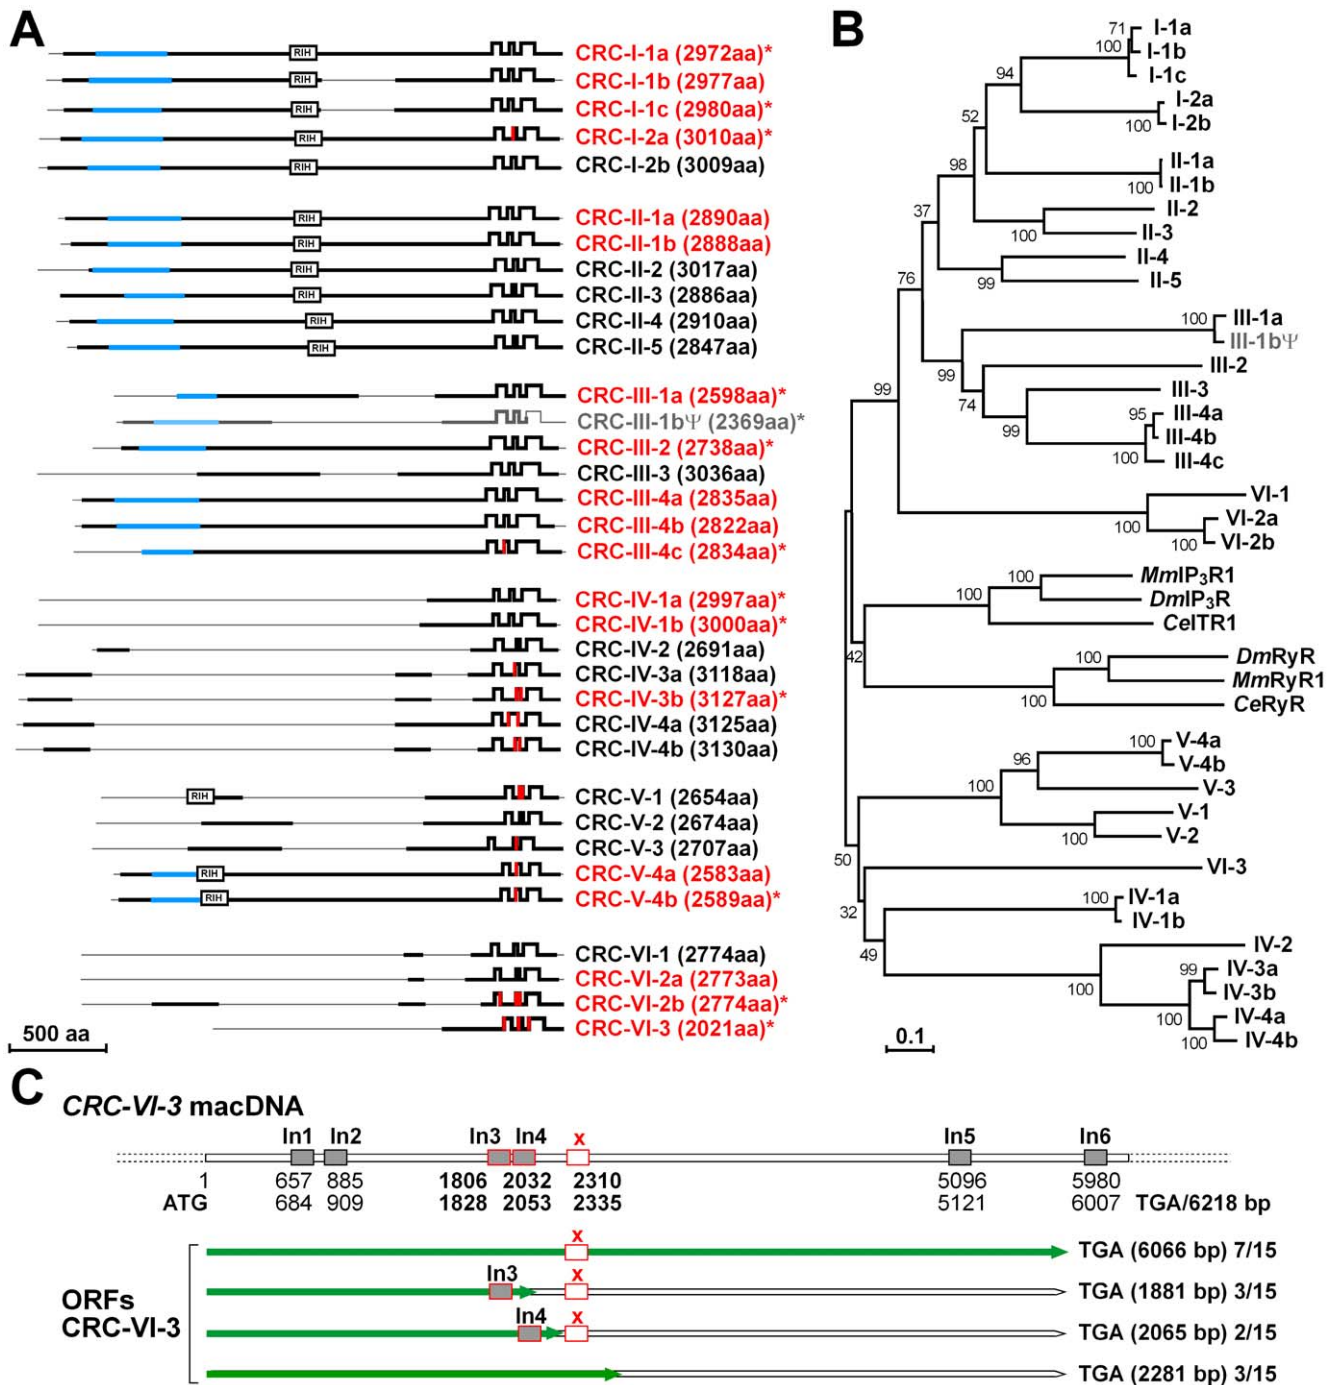 A
RIH CRC-I-1a (2972aa)*
RIH CRC-I-1b (2977aa)
RIH CRC-I-1c (2980aa)*
RIH CRC-I-2a (3010aa)*
RIH CRC-I-2b (3009aa)
RIH CRC-II-1a (2890aa)
RIH CRC-II-1b (2888aa)
RIH CRC-II-2 (3017aa)
RIH CRC-II-3 (2886aa)
RIH CRC-II-4 (2910aa)
RIH CRC-II-5 (2847aa)
CRC-III-1a (2598aa)*
CRC-III-1bΨ (2369aa)*
CRC-III-2 (2738aa)*
CRC-III-3 (3036aa)
CRC-III-4a (2835aa)
CRC-III-4b (2822aa)
CRC-III-4c (2834aa)*
CRC-IV-1a (2997aa)*
CRC-IV-1b (3000aa)*
CRC-IV-2 (2691aa)
CRC-IV-3a (3118aa)
CRC-IV-3b (3127aa)*
CRC-IV-4a (3125aa)
CRC-IV-4b (3130aa)
RIH CRC-V-1 (2654aa)
CRC-V-2 (2674aa)
CRC-V-3 (2707aa)
RIH CRC-V-4a (2583aa)
RIH CRC-V-4b (2589aa)*
CRC-VI-1 (2774aa)
CRC-VI-2a (2773aa)
CRC-VI-2b (2774aa)*
CRC-VI-3 (2021aa)*
500 aa
B
71 I-1a
100 I-1b
I-1c
94
I-2a
100 I-2b
52
II-1a
100 II-1b
98
II-2
100 II-3
37
II-4
99 II-5
76
100 III-1a
III-1bΨ
99
III-2
74
III-3
95 III-4a
99 III-4b
100 III-4c
99
VI-1
100 VI-2a
100 VI-2b
100 MmIP3R1
100 DmIP3R
CeITR1
42
100 DmRyR
MmRyR1
100 CeRyR
100 V-4a
96 V-4b
100 V-3
V-1
100 V-2
50
VI-3
32
100 IV-1a
IV-1b
49
IV-2
100
99 IV-3a
IV-3b
100 IV-4a
100 IV-4b
0.1
C
CRC-VI-3 macDNA
In1 In2 In3 In4 x In5 In6
1 657 885 1806 2032 2310 5096 5980
ATG 684 909 1828 2053 2335 5121 6007 TGA/6218 bp
ORFs
CRC-VI-3
x
TGA (6066 bp) 7/15
In3 x
TGA (1881 bp) 3/15
In4 x
TGA (2065 bp) 2/15
TGA (2281 bp) 3/15